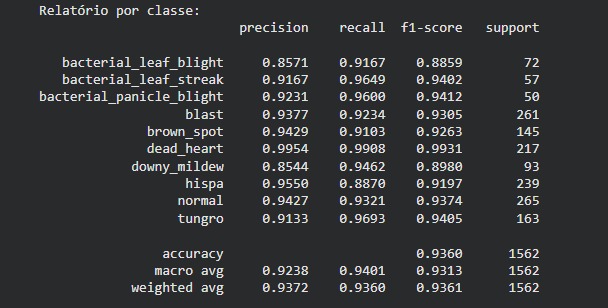 Relatório por classe:
precision recall f1-score support
bacterial_leaf_blight 0.8571 0.9167 0.8859 72
bacterial_leaf_streak 0.9167 0.9649 0.9402 57
bacterial_panicle_blight 0.9231 0.9600 0.9412 50
blast 0.9377 0.9234 0.9305 261
brown_spot 0.9429 0.9103 0.9263 145
dead_heart 0.9954 0.9908 0.9931 217
downy_mildew 0.8544 0.9462 0.8980 93
hispa 0.9550 0.8870 0.9197 239
normal 0.9427 0.9321 0.9374 265
tungro 0.9133 0.9693 0.9405 163
accuracy 0.9360 1562
macro avg 0.9238 0.9401 0.9313 1562
weighted avg 0.9372 0.9360 0.9361 1562